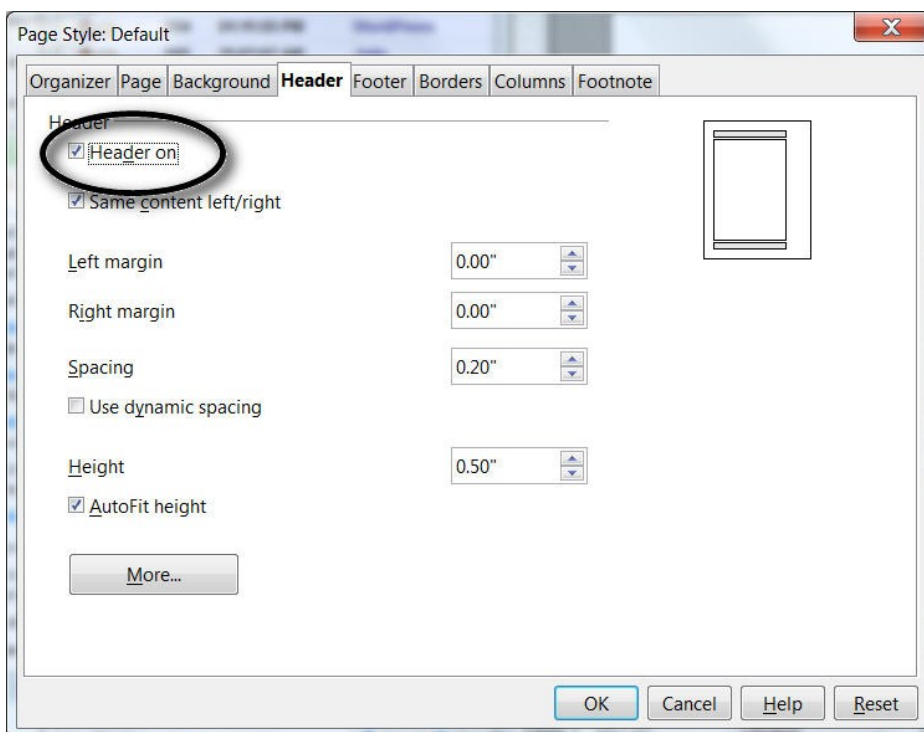 Page Style: Default
Organizer Page Background Header Footer Borders Columns Footnote
Header
Header on
Same content left/right
Left margin 0.00"
Right margin 0.00"
Spacing 0.20"
Use dynamic spacing
Height 0.50"
AutoFit height
More...
OK Cancel Help Reset